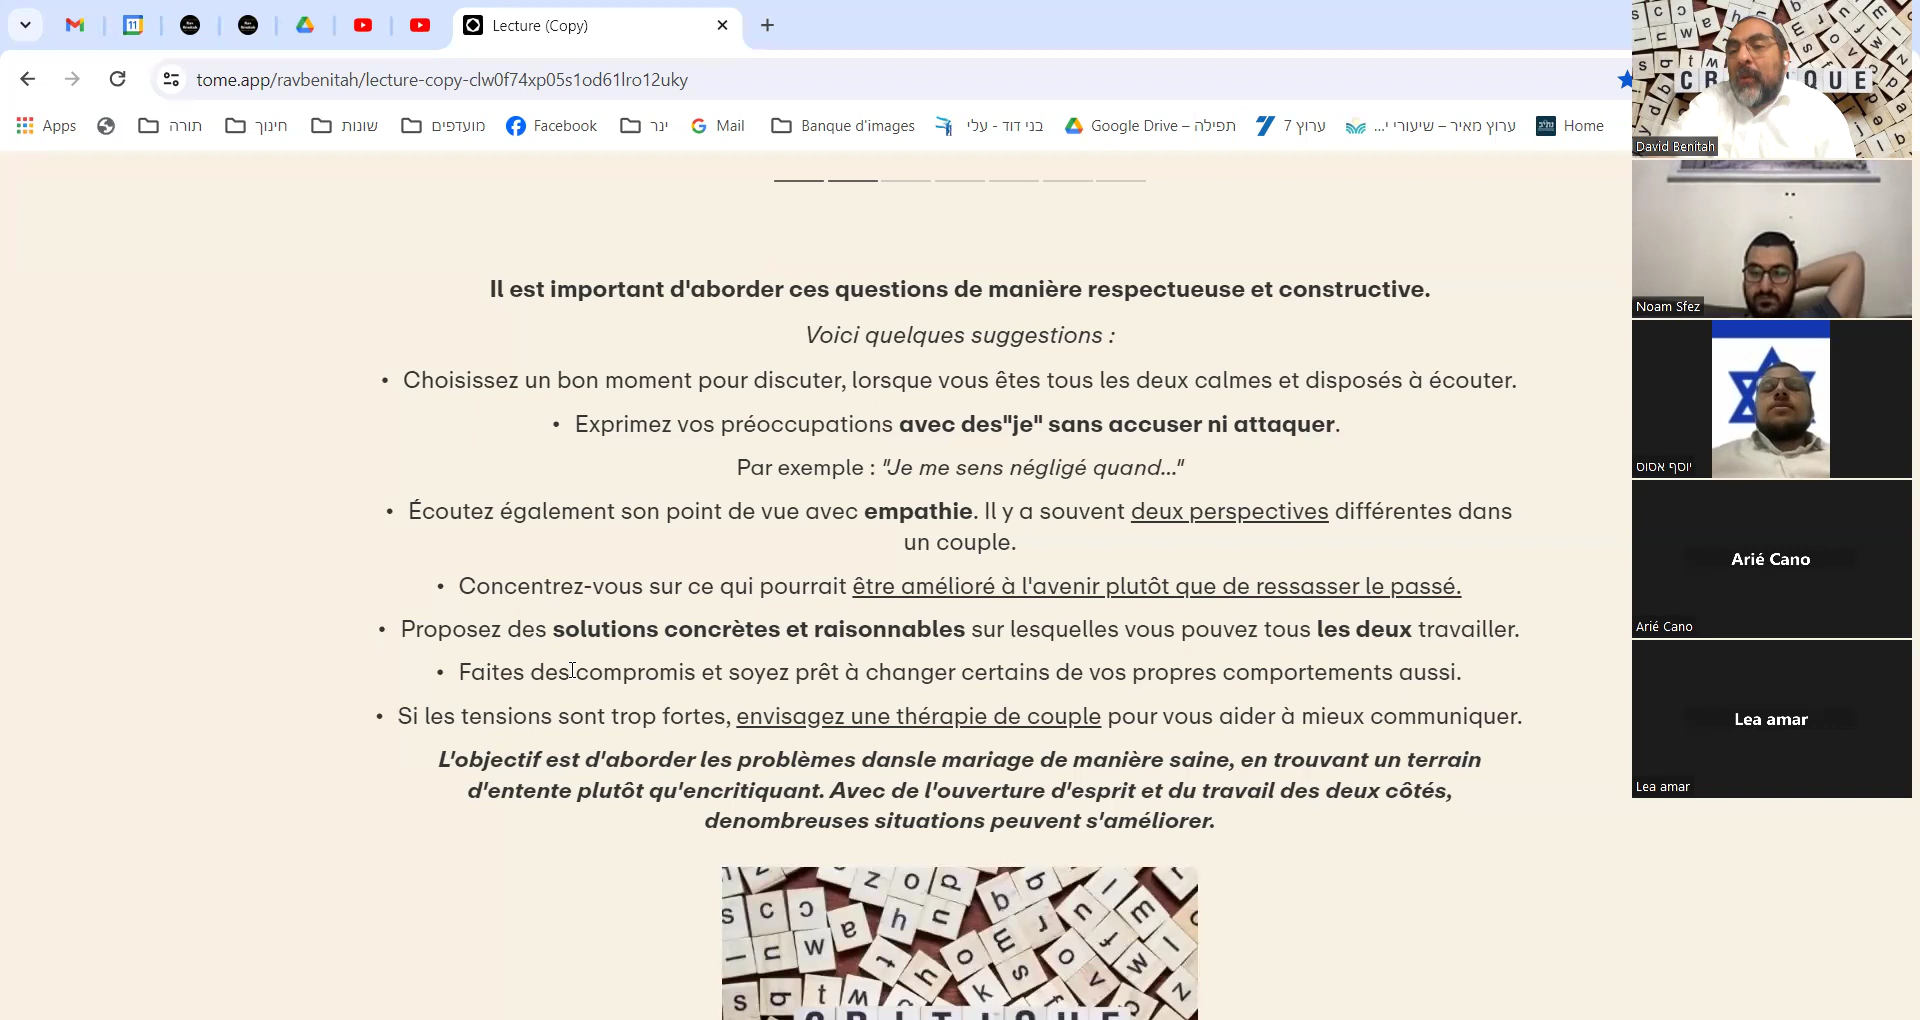 Lecture (Copy)
tome.app/ravbenitah/lecture-copy-clw0f74xp05s1od61lro12uky
Apps
תורה
חינוך
שונות
מועדפים
Facebook
ינר
Mail
Banque d'images
בני דוד - עלי
Google Drive – תפילה
ערוץ 7
ערוץ מאיר – שיעורי י...
Home
Il est important d'aborder ces questions de manière respectueuse et constructive.
Voici quelques suggestions :
• Choisissez un bon moment pour discuter, lorsque vous êtes tous les deux calmes et disposés à écouter.
• Exprimez vos préoccupations avec des"je" sans accuser ni attaquer.
Par exemple : "Je me sens négligé quand..."
• Écoutez également son point de vue avec empathie. Il y a souvent deux perspectives différentes dans
un couple.
• Concentrez-vous sur ce qui pourrait être amélioré à l'avenir plutôt que de ressasser le passé.
• Proposez des solutions concrètes et raisonnables sur lesquelles vous pouvez tous les deux travailler.
• Faites des compromis et soyez prêt à changer certains de vos propres comportements aussi.
• Si les tensions sont trop fortes, envisagez une thérapie de couple pour vous aider à mieux communiquer.
L'objectif est d'aborder les problèmes dansle mariage de manière saine, en trouvant un terrain
d'entente plutôt qu'encritiquant. Avec de l'ouverture d'esprit et du travail des deux côtés,
denombreuses situations peuvent s'améliorer.
CRITIQUE
David Benitah
Noam Sfez
יוסף אסוס
Arié Cano
Arié Cano
Lea amar
Lea amar